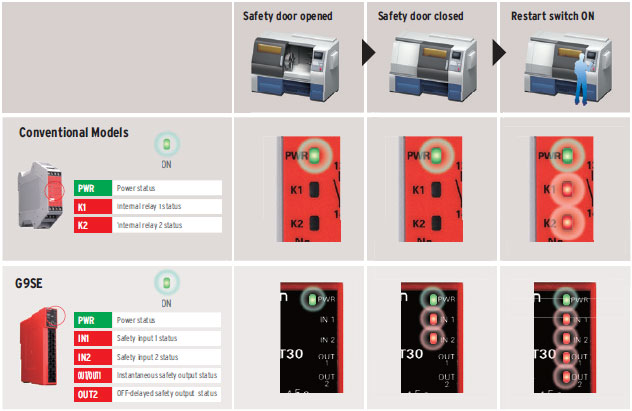 Safety door opened
Safety door closed
Restart switch ON
Conventional Models
ON
PWR Power status
K1 Internal relay 1 status
K2 Internal relay 2 status
PWR
K1
K2
PWR
K1
K2
PWR
K1
K2
G9SE
ON
PWR Power status
IN1 Safety input 1 status
IN2 Safety input 2 status
OUT/OUT1 Instantaneous safety output status
OUT2 OFF-delayed safety output status
PWR
IN 1
IN 2
T30 OUT 1
OUT 2
PWR
IN 1
IN 2
T30 OUT 1
OUT 2
PWR
IN 1
IN 2
T30 OUT 1
OUT 2